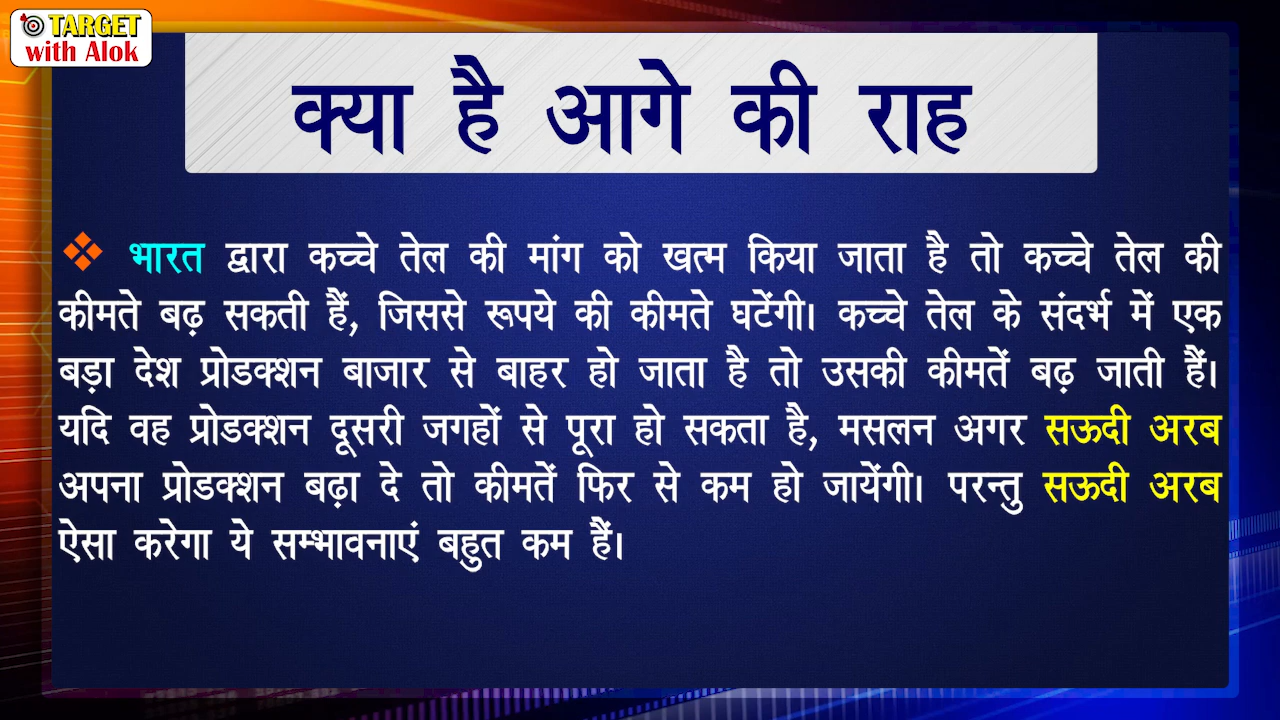 TARGET
with Alok
क्या है आगे की राह
भारत द्वारा कच्चे तेल की मांग को खत्म किया जाता है तो कच्चे तेल की
कीमते बढ़ सकती हैं, जिससे रूपये की कीमते घटेंगी। कच्चे तेल के संदर्भ में एक
बड़ा देश प्रोडक्शन बाजार से बाहर हो जाता है तो उसकी कीमतें बढ़ जाती हैं।
यदि वह प्रोडक्शन दूसरी जगहों से पूरा हो सकता है, मसलन अगर सऊदी अरब
अपना प्रोडक्शन बढ़ा दे तो कीमतें फिर से कम हो जायेंगी। परन्तु सऊदी अरब
ऐसा करेगा ये सम्भावनाएं बहुत कम हैं।